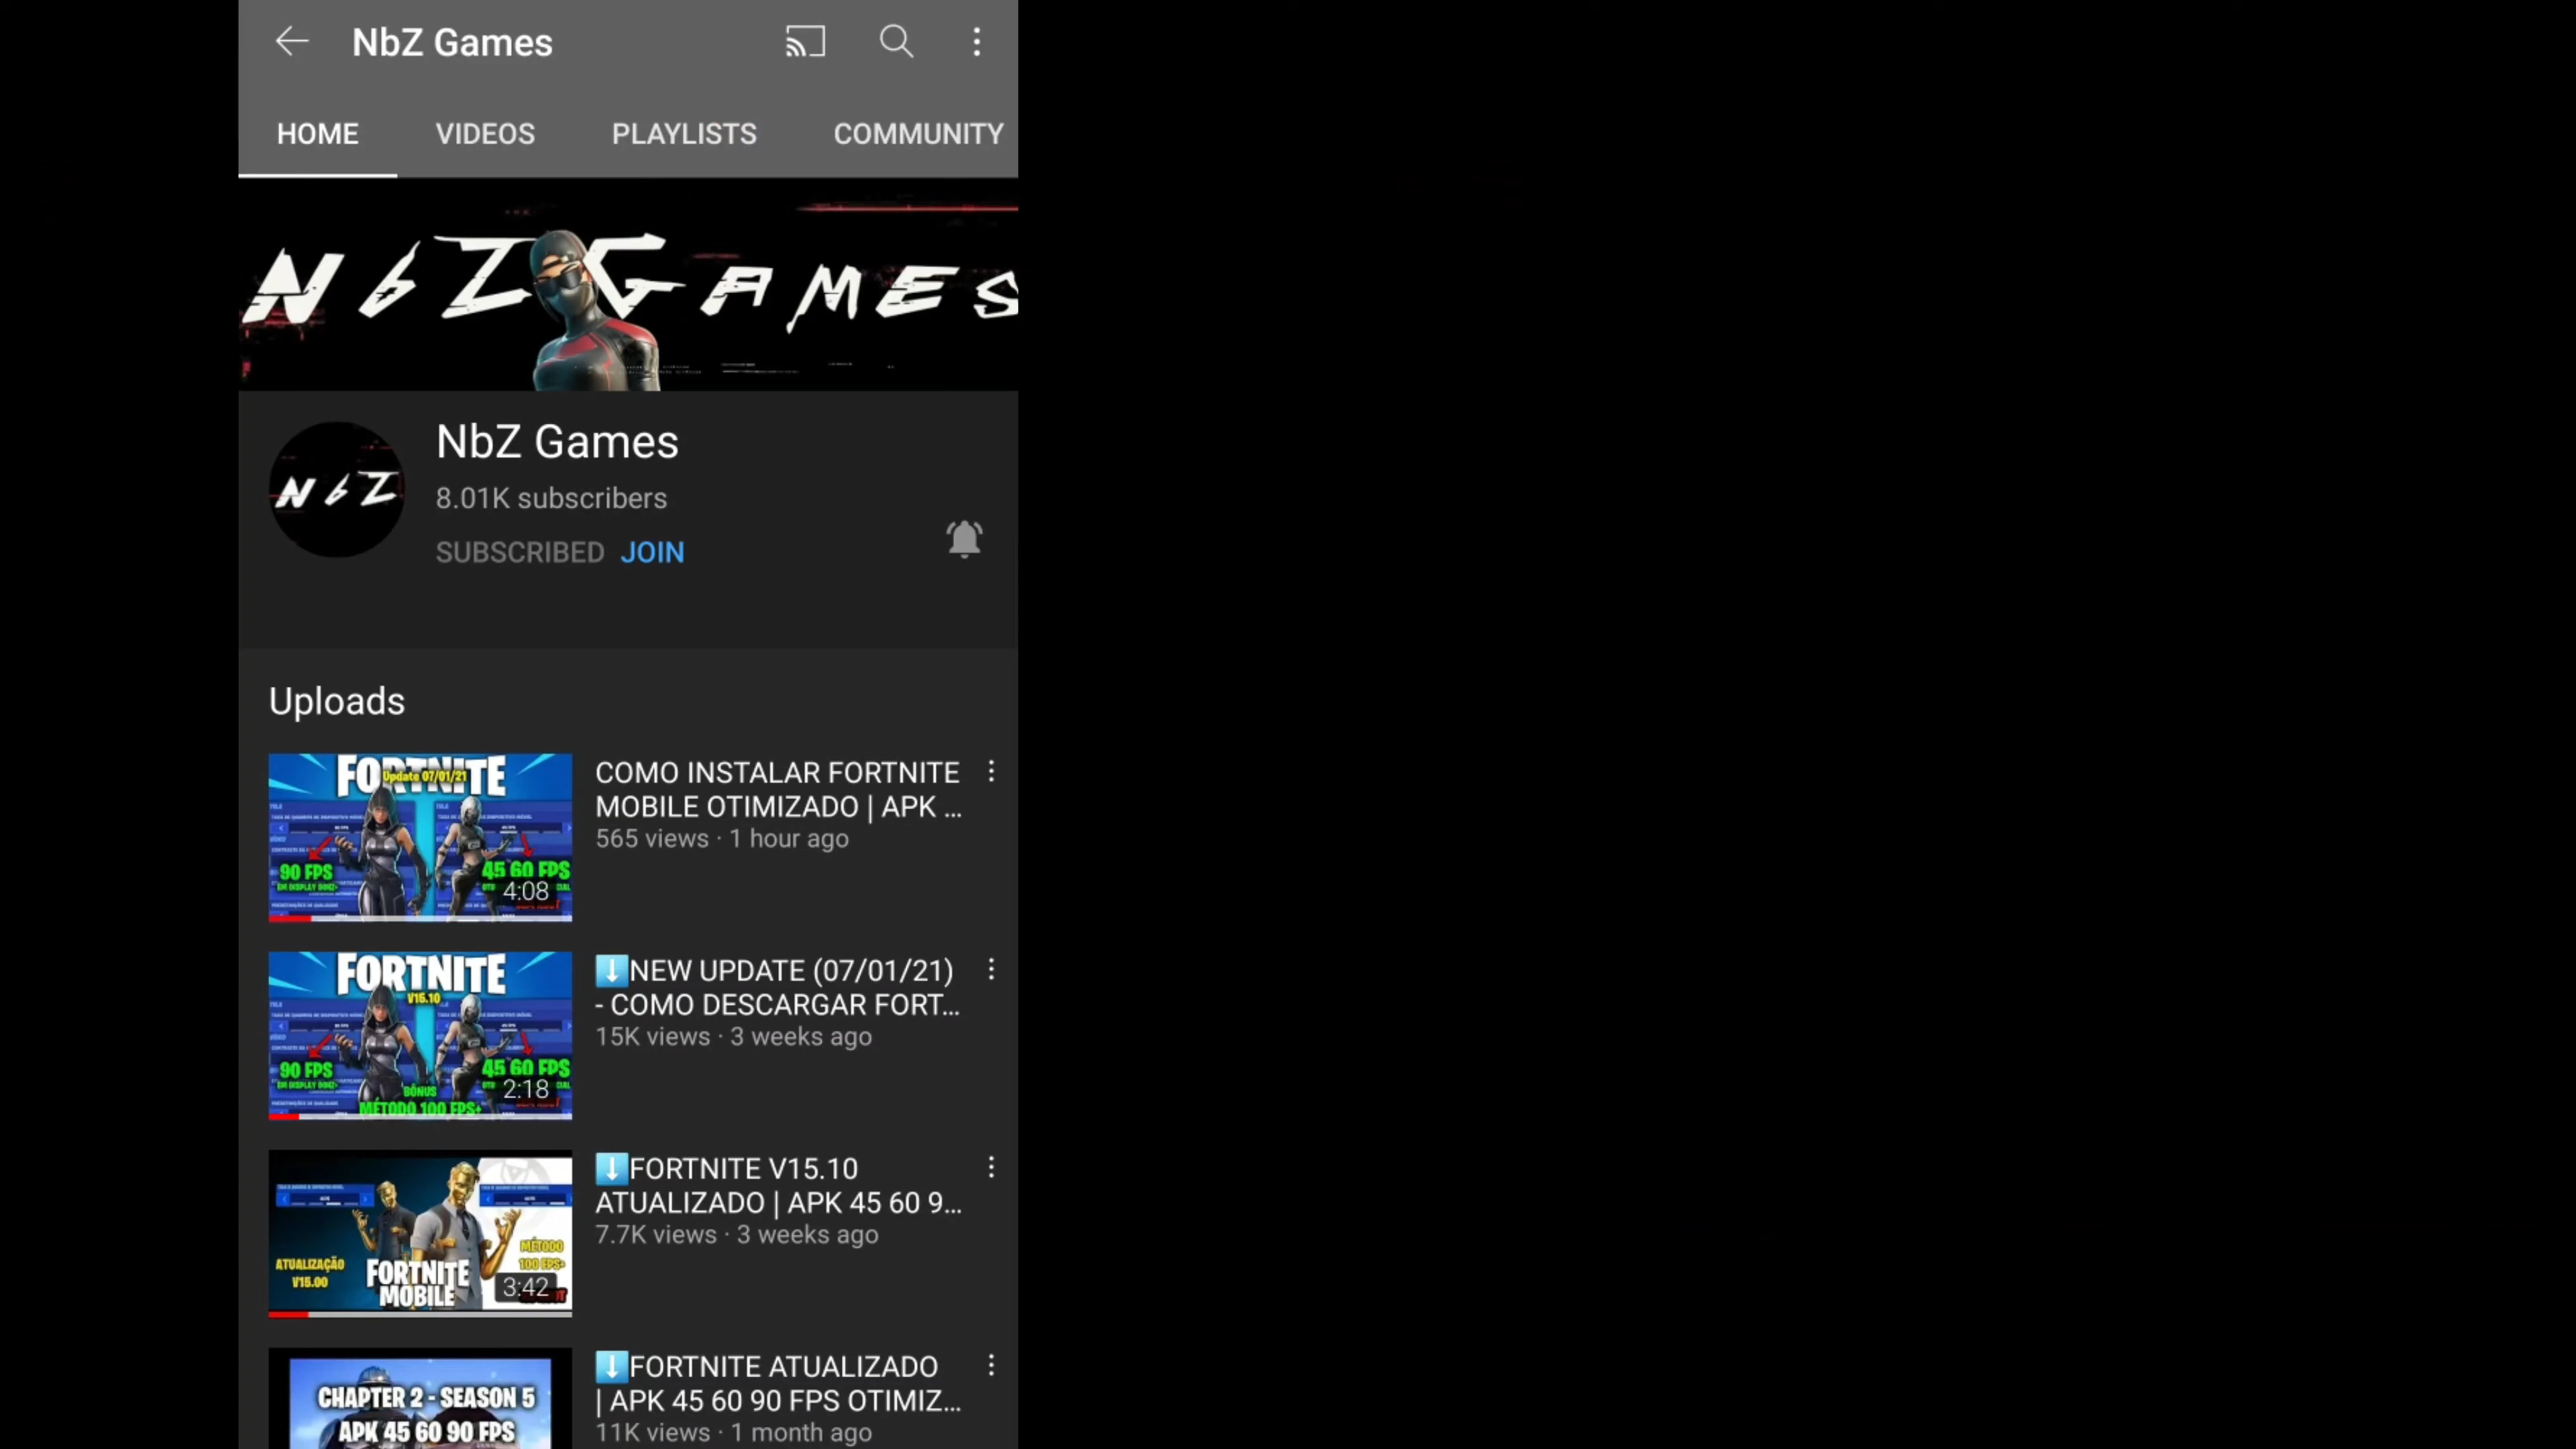 NbZ Games
HOME VIDEOS PLAYLISTS COMMUNITY
NbZ GAMES
NbZ
NbZ Games
8.01K subscribers
SUBSCRIBED JOIN
Uploads
FORTNITE
Update 07/01/21
90 FPS
45 60 FPS
4:08
COMO INSTALAR FORTNITE
MOBILE OTIMIZADO | APK ...
565 views · 1 hour ago
FORTNITE
V15.10
90 FPS
45 60 FPS
BÔNUS
MÉTODO 100 FPS+
2:18
⬇️NEW UPDATE (07/01/21)
- COMO DESCARGAR FORT...
15K views · 3 weeks ago
ATUALIZAÇÃO
V15.00
FORTNITE
MOBILE
MÉTODO
100 FPS+
3:42
⬇️FORTNITE V15.10
ATUALIZADO | APK 45 60 9...
7.7K views · 3 weeks ago
CHAPTER 2 - SEASON 5
APK 45 60 90 FPS
⬇️FORTNITE ATUALIZADO
| APK 45 60 90 FPS OTIMIZ...
11K views · 1 month ago